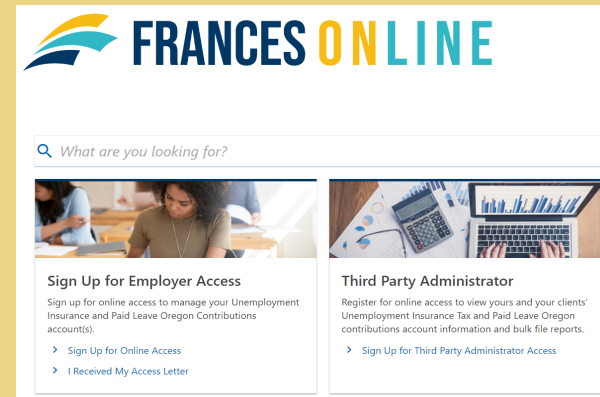 FRANCES ONLINE
What are you looking for?
Sign Up for Employer Access
Sign up for online access to manage your Unemployment
Insurance and Paid Leave Oregon Contributions
account(s).
Sign Up for Online Access
I Received My Access Letter
Third Party Administrator
Register for online access to view yours and your clients'
Unemployment Insurance Tax and Paid Leave Oregon
contributions account information and bulk file reports.
Sign Up for Third Party Administrator Access